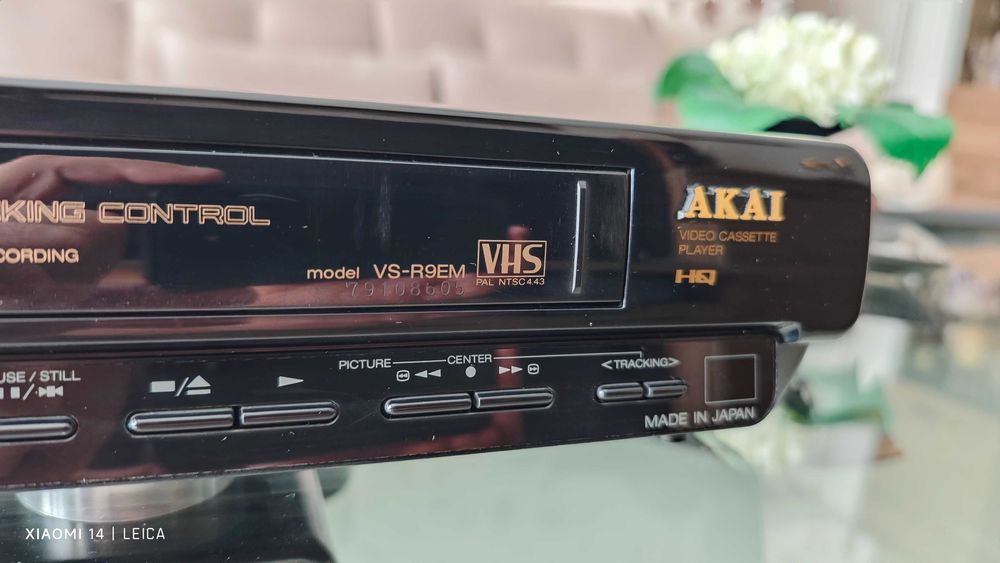 KING CONTROL
CORDING
model VS-R9EM
79108605
VHS
PAL NTSC4.43
AKAI
VIDEO CASSETTE
PLAYER
HQ
USE / STILL
PICTURE CENTER
<TRACKING>
MADE IN JAPAN
XIAOMI 14 | LEICA